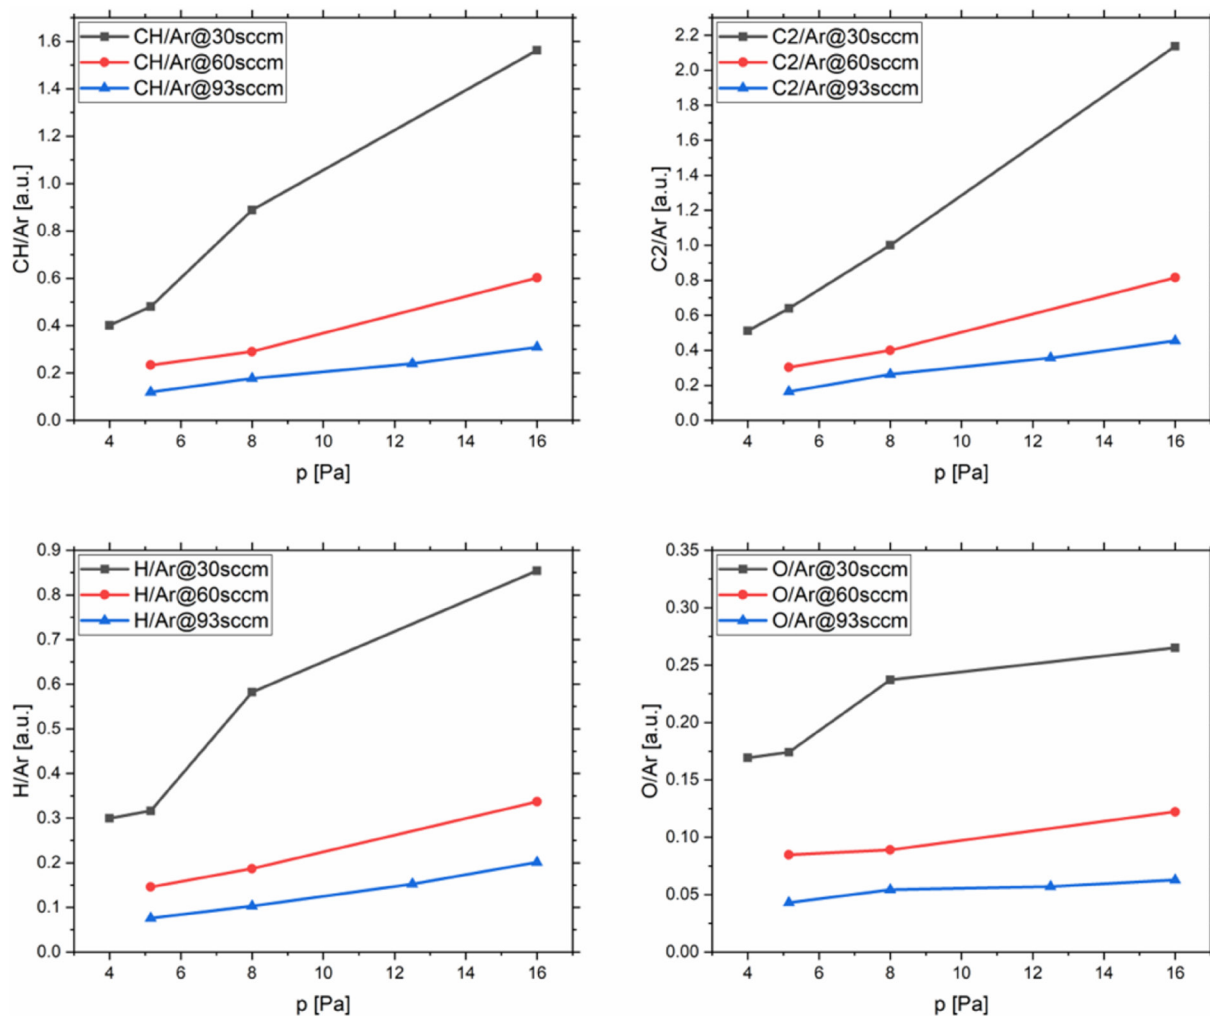 CH/Ar@30sccm
CH/Ar@60sccm
CH/Ar@93sccm
1.6
1.4
1.2
1.0
0.8
0.6
0.4
0.2
0.0
CH/Ar [a.u.]
4 6 8 10 12 14 16
p [Pa]
C2/Ar@30sccm
C2/Ar@60sccm
C2/Ar@93sccm
2.2
2.0
1.8
1.6
1.4
1.2
1.0
0.8
0.6
0.4
0.2
0.0
C2/Ar [a.u.]
4 6 8 10 12 14 16
p [Pa]
H/Ar@30sccm
H/Ar@60sccm
H/Ar@93sccm
0.9
0.8
0.7
0.6
0.5
0.4
0.3
0.2
0.1
0.0
H/Ar [a.u.]
4 6 8 10 12 14 16
p [Pa]
O/Ar@30sccm
O/Ar@60sccm
O/Ar@93sccm
0.35
0.30
0.25
0.20
0.15
0.10
0.05
0.00
O/Ar [a.u.]
4 6 8 10 12 14 16
p [Pa]